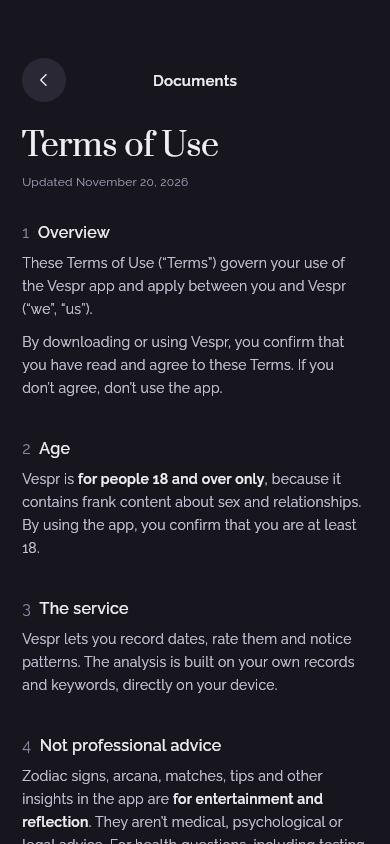 Documents
Terms of Use
Updated November 20, 2026
1 Overview
These Terms of Use (“Terms”) govern your use of
the Vespr app and apply between you and Vespr
(“we”, “us”).
By downloading or using Vespr, you confirm that
you have read and agree to these Terms. If you
don’t agree, don’t use the app.
2 Age
Vespr is for people 18 and over only, because it
contains frank content about sex and relationships.
By using the app, you confirm that you are at least
18.
3 The service
Vespr lets you record dates, rate them and notice
patterns. The analysis is built on your own records
and keywords, directly on your device.
4 Not professional advice
Zodiac signs, arcana, matches, tips and other
insights in the app are for entertainment and
reflection. They aren’t medical, psychological or
legal advice. For health questions, including testing